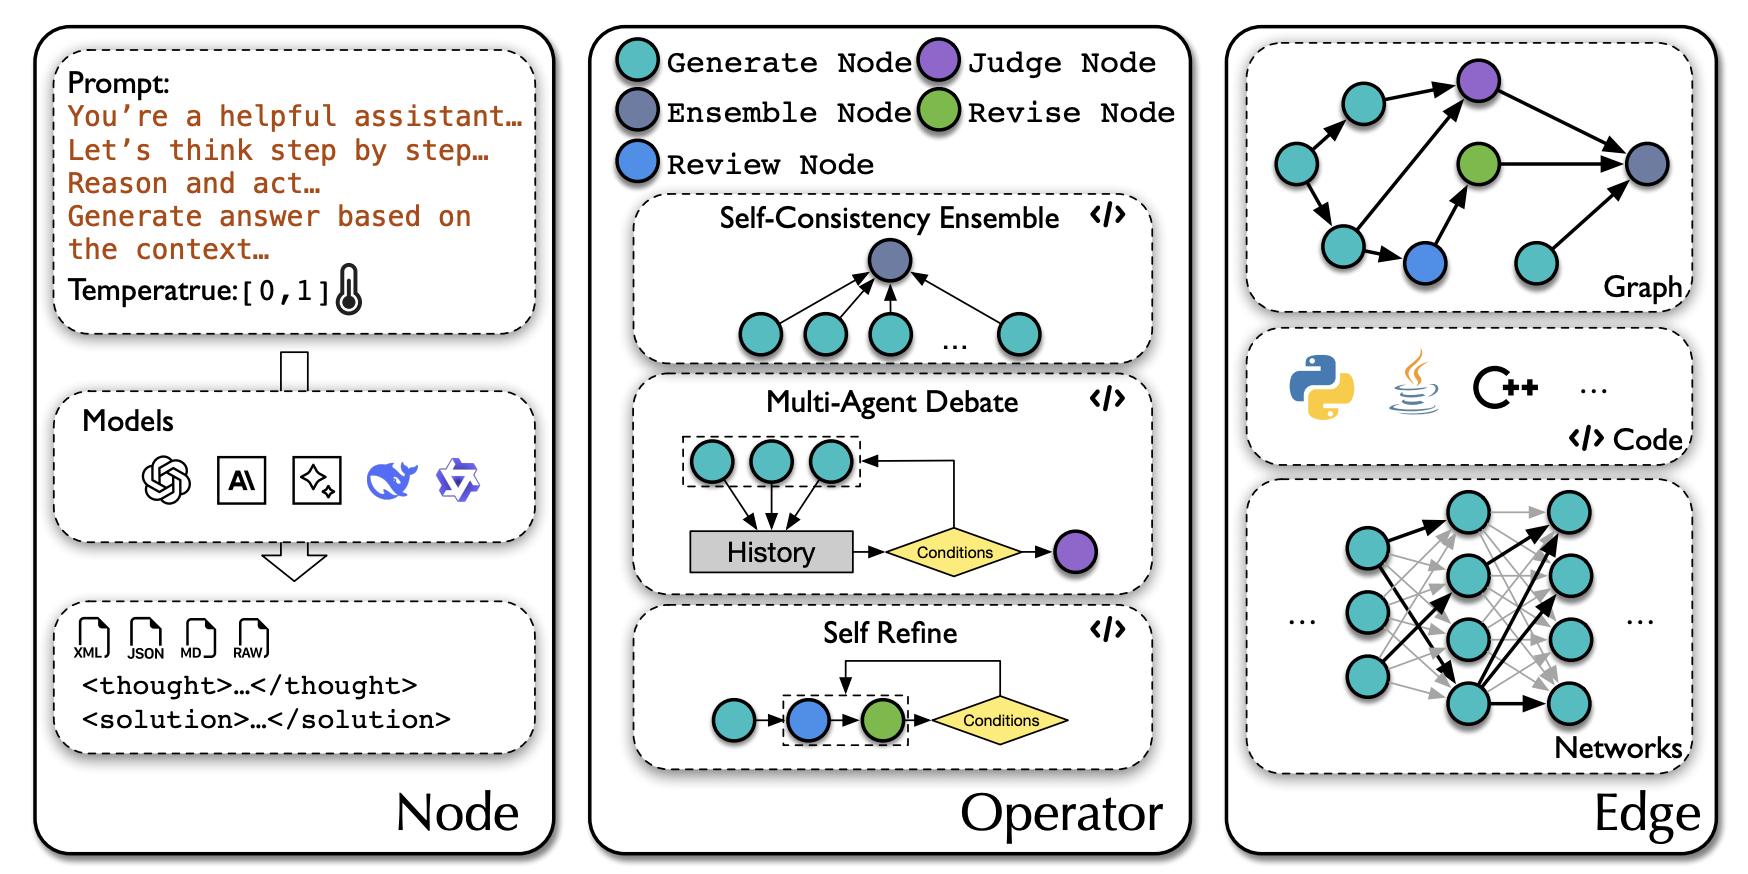 Prompt:
You're a helpful assistant…
Let's think step by step…
Reason and act…
Generate answer based on
the context…
Temperatrue:[0,1]
Models
A\
XML
JSON
MD
RAW
<thought>…</thought>
<solution>…</solution>
Node
Generate Node
Judge Node
Ensemble Node
Revise Node
Review Node
Self-Consistency Ensemble
</>
…
Multi-Agent Debate
</>
History
Conditions
Self Refine
</>
Conditions
Operator
Graph
C++
…
</> Code
…
…
Networks
Edge